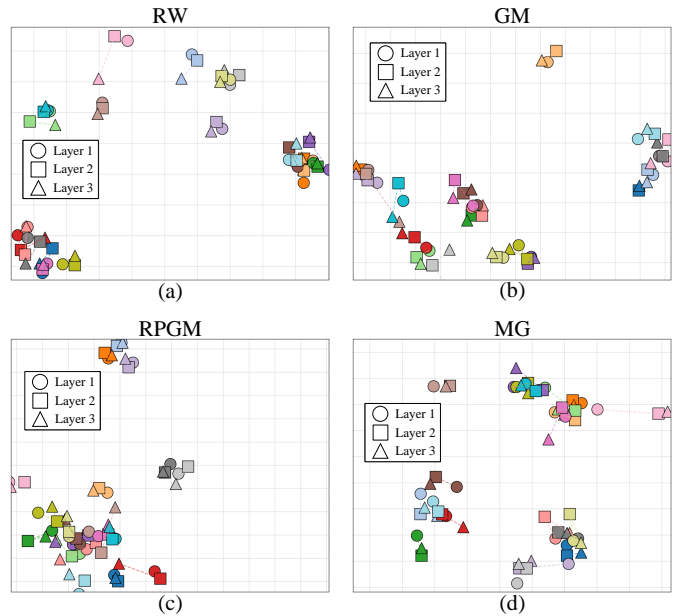 RW
Layer 1
Layer 2
Layer 3
(a)
GM
Layer 1
Layer 2
Layer 3
(b)
RPGM
Layer 1
Layer 2
Layer 3
(c)
MG
Layer 1
Layer 2
Layer 3
(d)